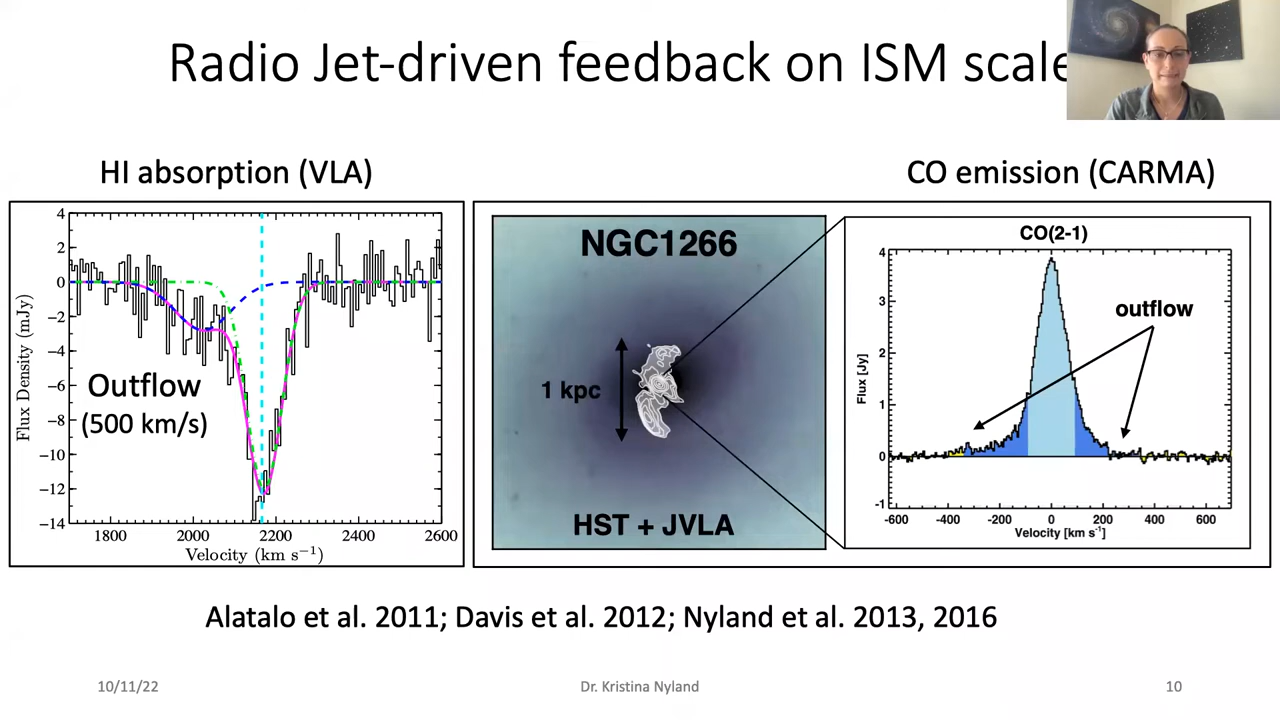 Radio Jet-driven feedback on ISM scale
HI absorption (VLA)
CO emission (CARMA)
4
2
0
−2
−4
−6
−8
−10
−12
−14
Flux Density (mJy)
Outflow
(500 km/s)
1800 2000 2200 2400 2600
Velocity (km s⁻¹)
NGC1266
1 kpc
HST + JVLA
CO(2-1)
outflow
4
3
2
1
0
-1
Flux [Jy]
-600 -400 -200 0 200 400 600
Velocity [km s⁻¹]
Alatalo et al. 2011; Davis et al. 2012; Nyland et al. 2013, 2016
10/11/22
Dr. Kristina Nyland
10